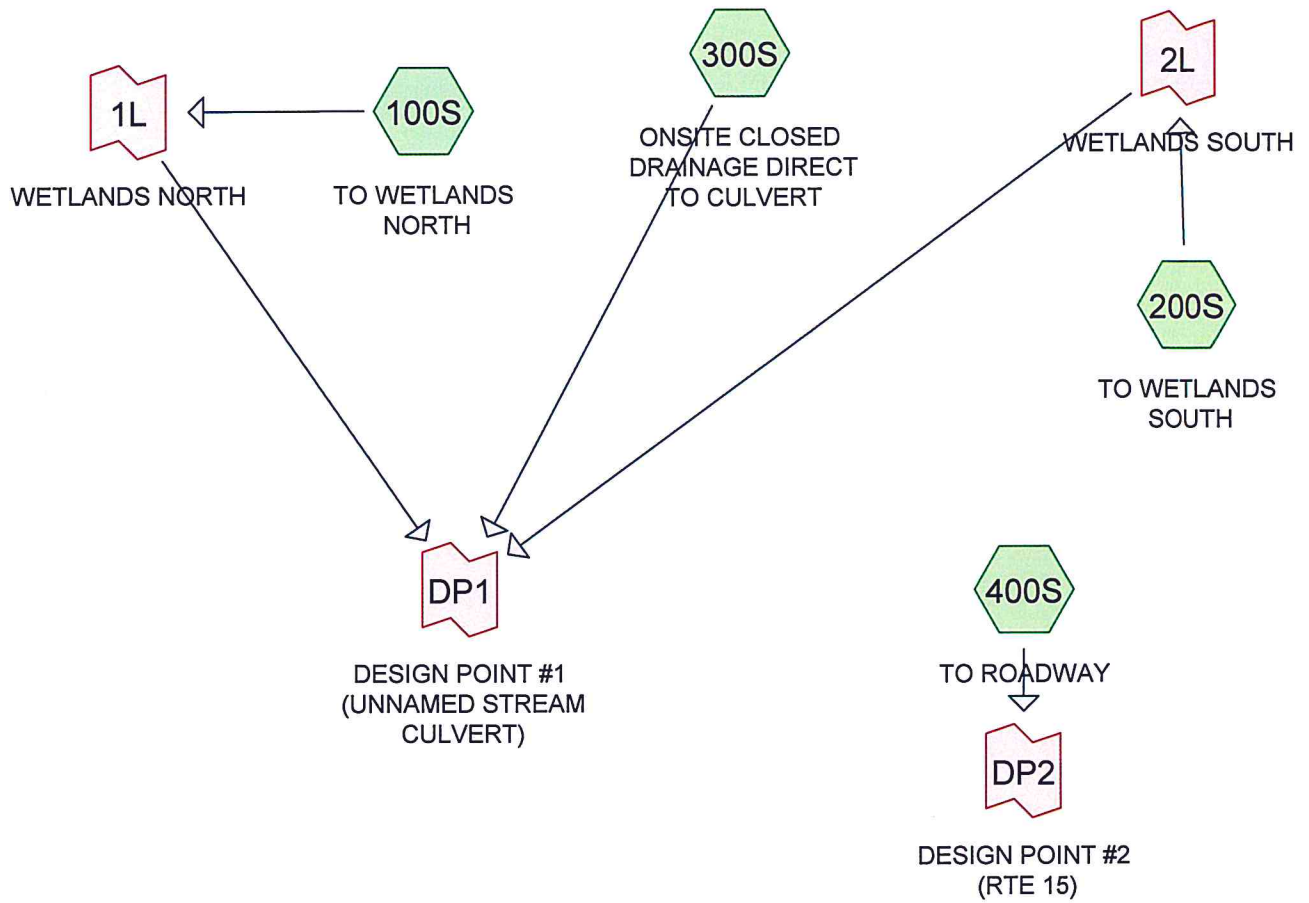 300S
ONSITE CLOSED
DRAINAGE DIRECT
TO CULVERT
2L
WETLANDS SOUTH
1L
WETLANDS NORTH
100S
TO WETLANDS
NORTH
200S
TO WETLANDS
SOUTH
DP1
DESIGN POINT #1
(UNNAMED STREAM
CULVERT)
400S
TO ROADWAY
DP2
DESIGN POINT #2
(RTE 15)